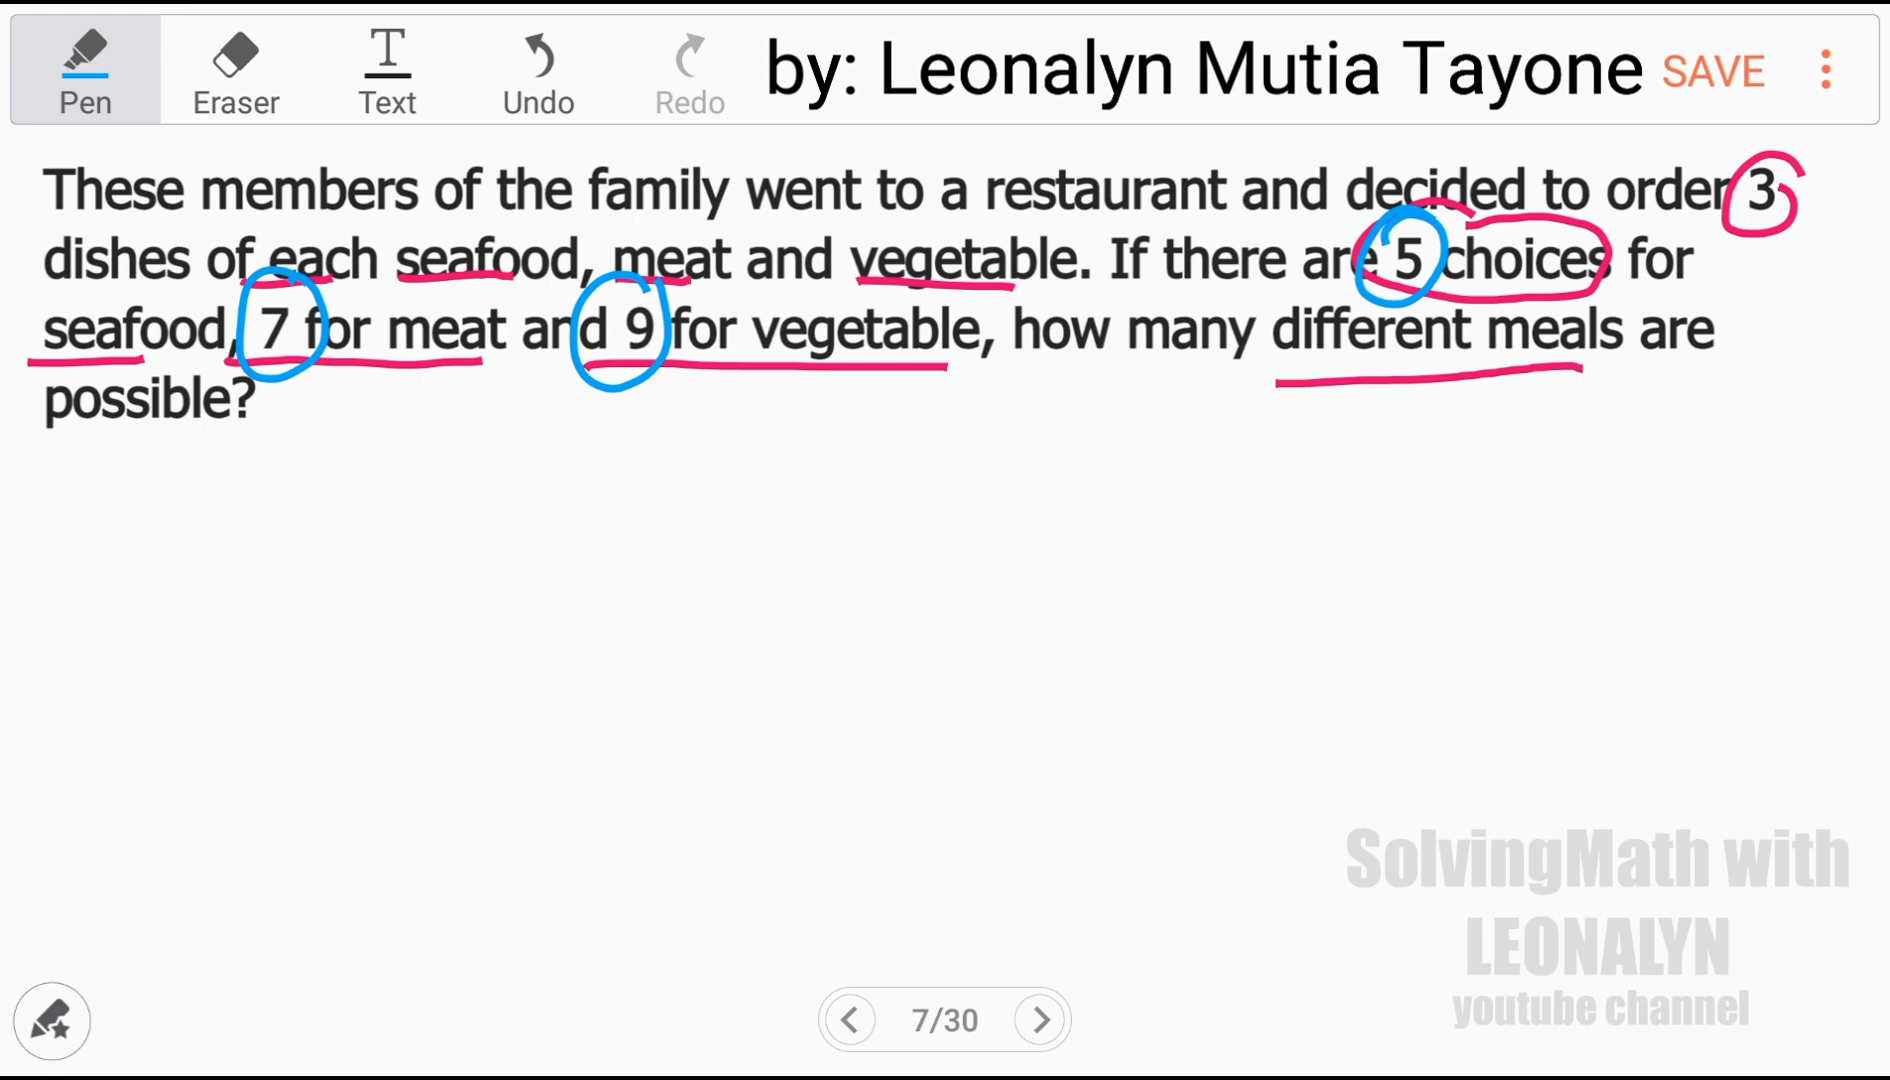 Pen
Eraser
Text
Undo
Redo
by: Leonalyn Mutia Tayone
SAVE
These members of the family went to a restaurant and decided to order 3
dishes of each seafood, meat and vegetable. If there are 5 choices for
seafood, 7 for meat and 9 for vegetable, how many different meals are
possible?
SolvingMath with
LEONALYN
youtube channel
7/30